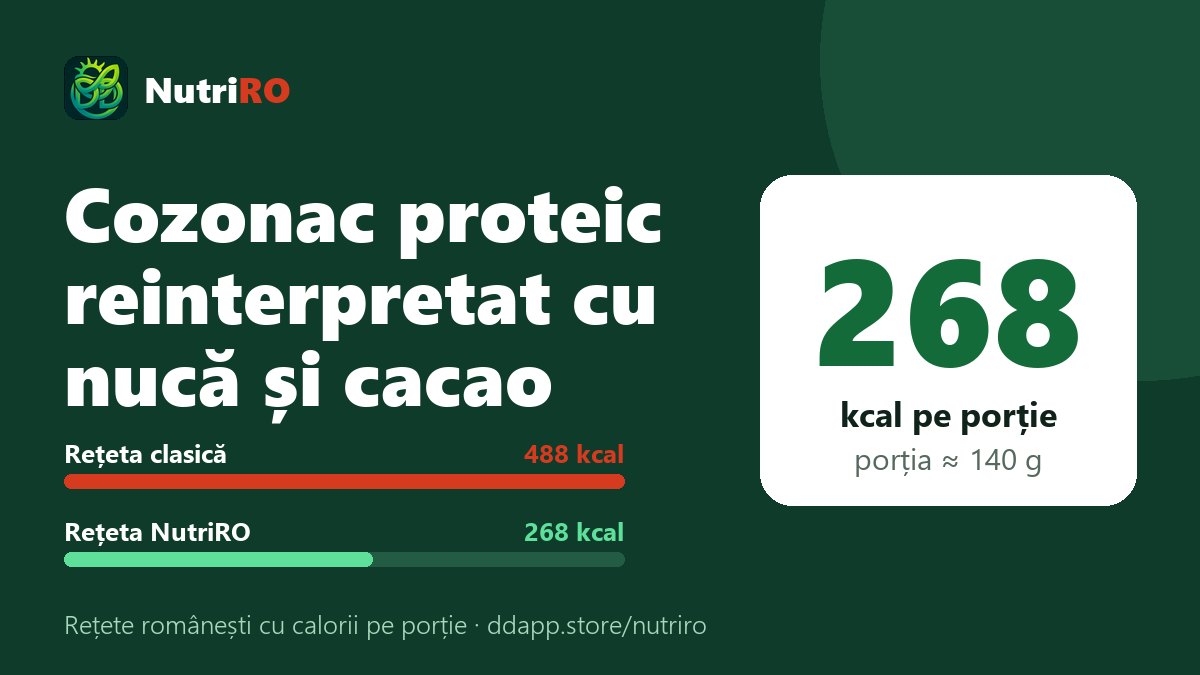 NutriRO
Cozonac proteic
reinterpretat cu
nucă și cacao
Rețeta clasică 488 kcal
Rețeta NutriRO 268 kcal
268
kcal pe porție
porția ≈ 140 g
Rețete românești cu calorii pe porție · ddapp.store/nutriro